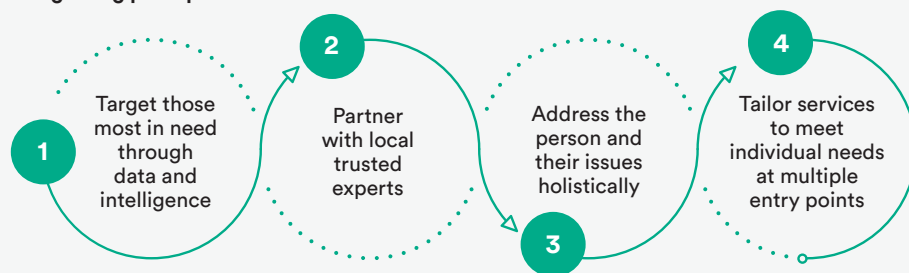 1
Target those
most in need
through
data and
intelligence
2
Partner
with local
trusted
experts
3
Address the
person and
their issues
holistically
4
Tailor services
to meet
individual needs
at multiple
entry points